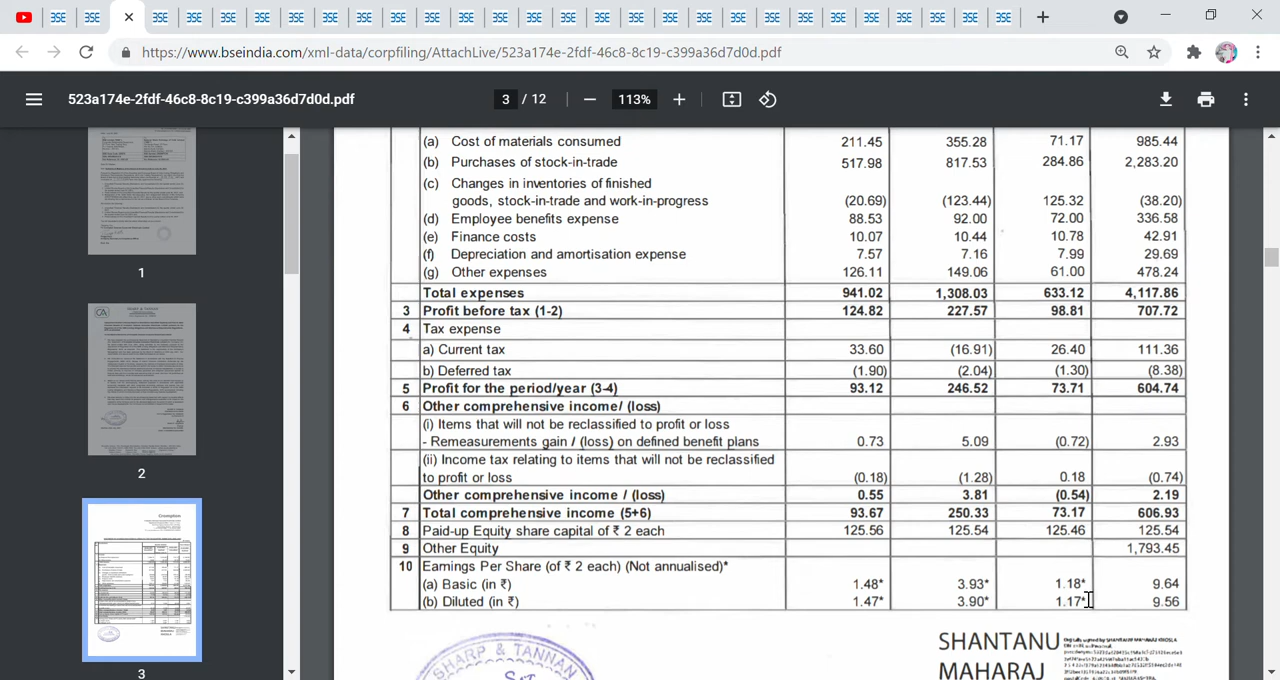 https://www.bseindia.com/xml-data/corpfiling/AttachLive/523a174e-2fdf-46c8-8c19-c399a36d7d0d.pdf
523a174e-2fdf-46c8-8c19-c399a36d7d0d.pdf
3 / 12
113%
(a) Cost of materials consumed 211.45 355.28 71.17 985.44
(b) Purchases of stock-in-trade 517.98 817.53 284.86 2,283.20
(c) Changes in inventories of finished
goods, stock-in-trade and work-in-progress (20.69) (123.44) 125.32 (38.20)
(d) Employee benefits expense 88.53 92.00 72.00 336.58
(e) Finance costs 10.07 10.44 10.78 42.91
(f) Depreciation and amortisation expense 7.57 7.16 7.99 29.69
(g) Other expenses 126.11 149.06 61.00 478.24
Total expenses 941.02 1,308.03 633.12 4,117.86
3 Profit before tax (1-2) 124.82 227.57 98.81 707.72
4 Tax expense
a) Current tax 33.60 (16.91) 26.40 111.36
b) Deferred tax (1.90) (2.04) (1.30) (8.38)
5 Profit for the period/year (3-4) 93.12 246.52 73.71 604.74
6 Other comprehensive income/ (loss)
(i) Items that will not be reclassified to profit or loss
- Remeasurements gain / (loss) on defined benefit plans 0.73 5.09 (0.72) 2.93
(ii) Income tax relating to items that will not be reclassified
to profit or loss (0.18) (1.28) 0.18 (0.74)
Other comprehensive income / (loss) 0.55 3.81 (0.54) 2.19
7 Total comprehensive income (5+6) 93.67 250.33 73.17 606.93
8 Paid-up Equity share capital of ₹ 2 each 125.56 125.54 125.46 125.54
9 Other Equity 1,793.45
10 Earnings Per Share (of ₹ 2 each) (Not annualised)*
(a) Basic (in ₹) 1.48* 3.93* 1.18* 9.64
(b) Diluted (in ₹) 1.47* 3.90* 1.17* 9.56
SHANTANU
MAHARAJ
& TANNAN
1
2
Crompton
3